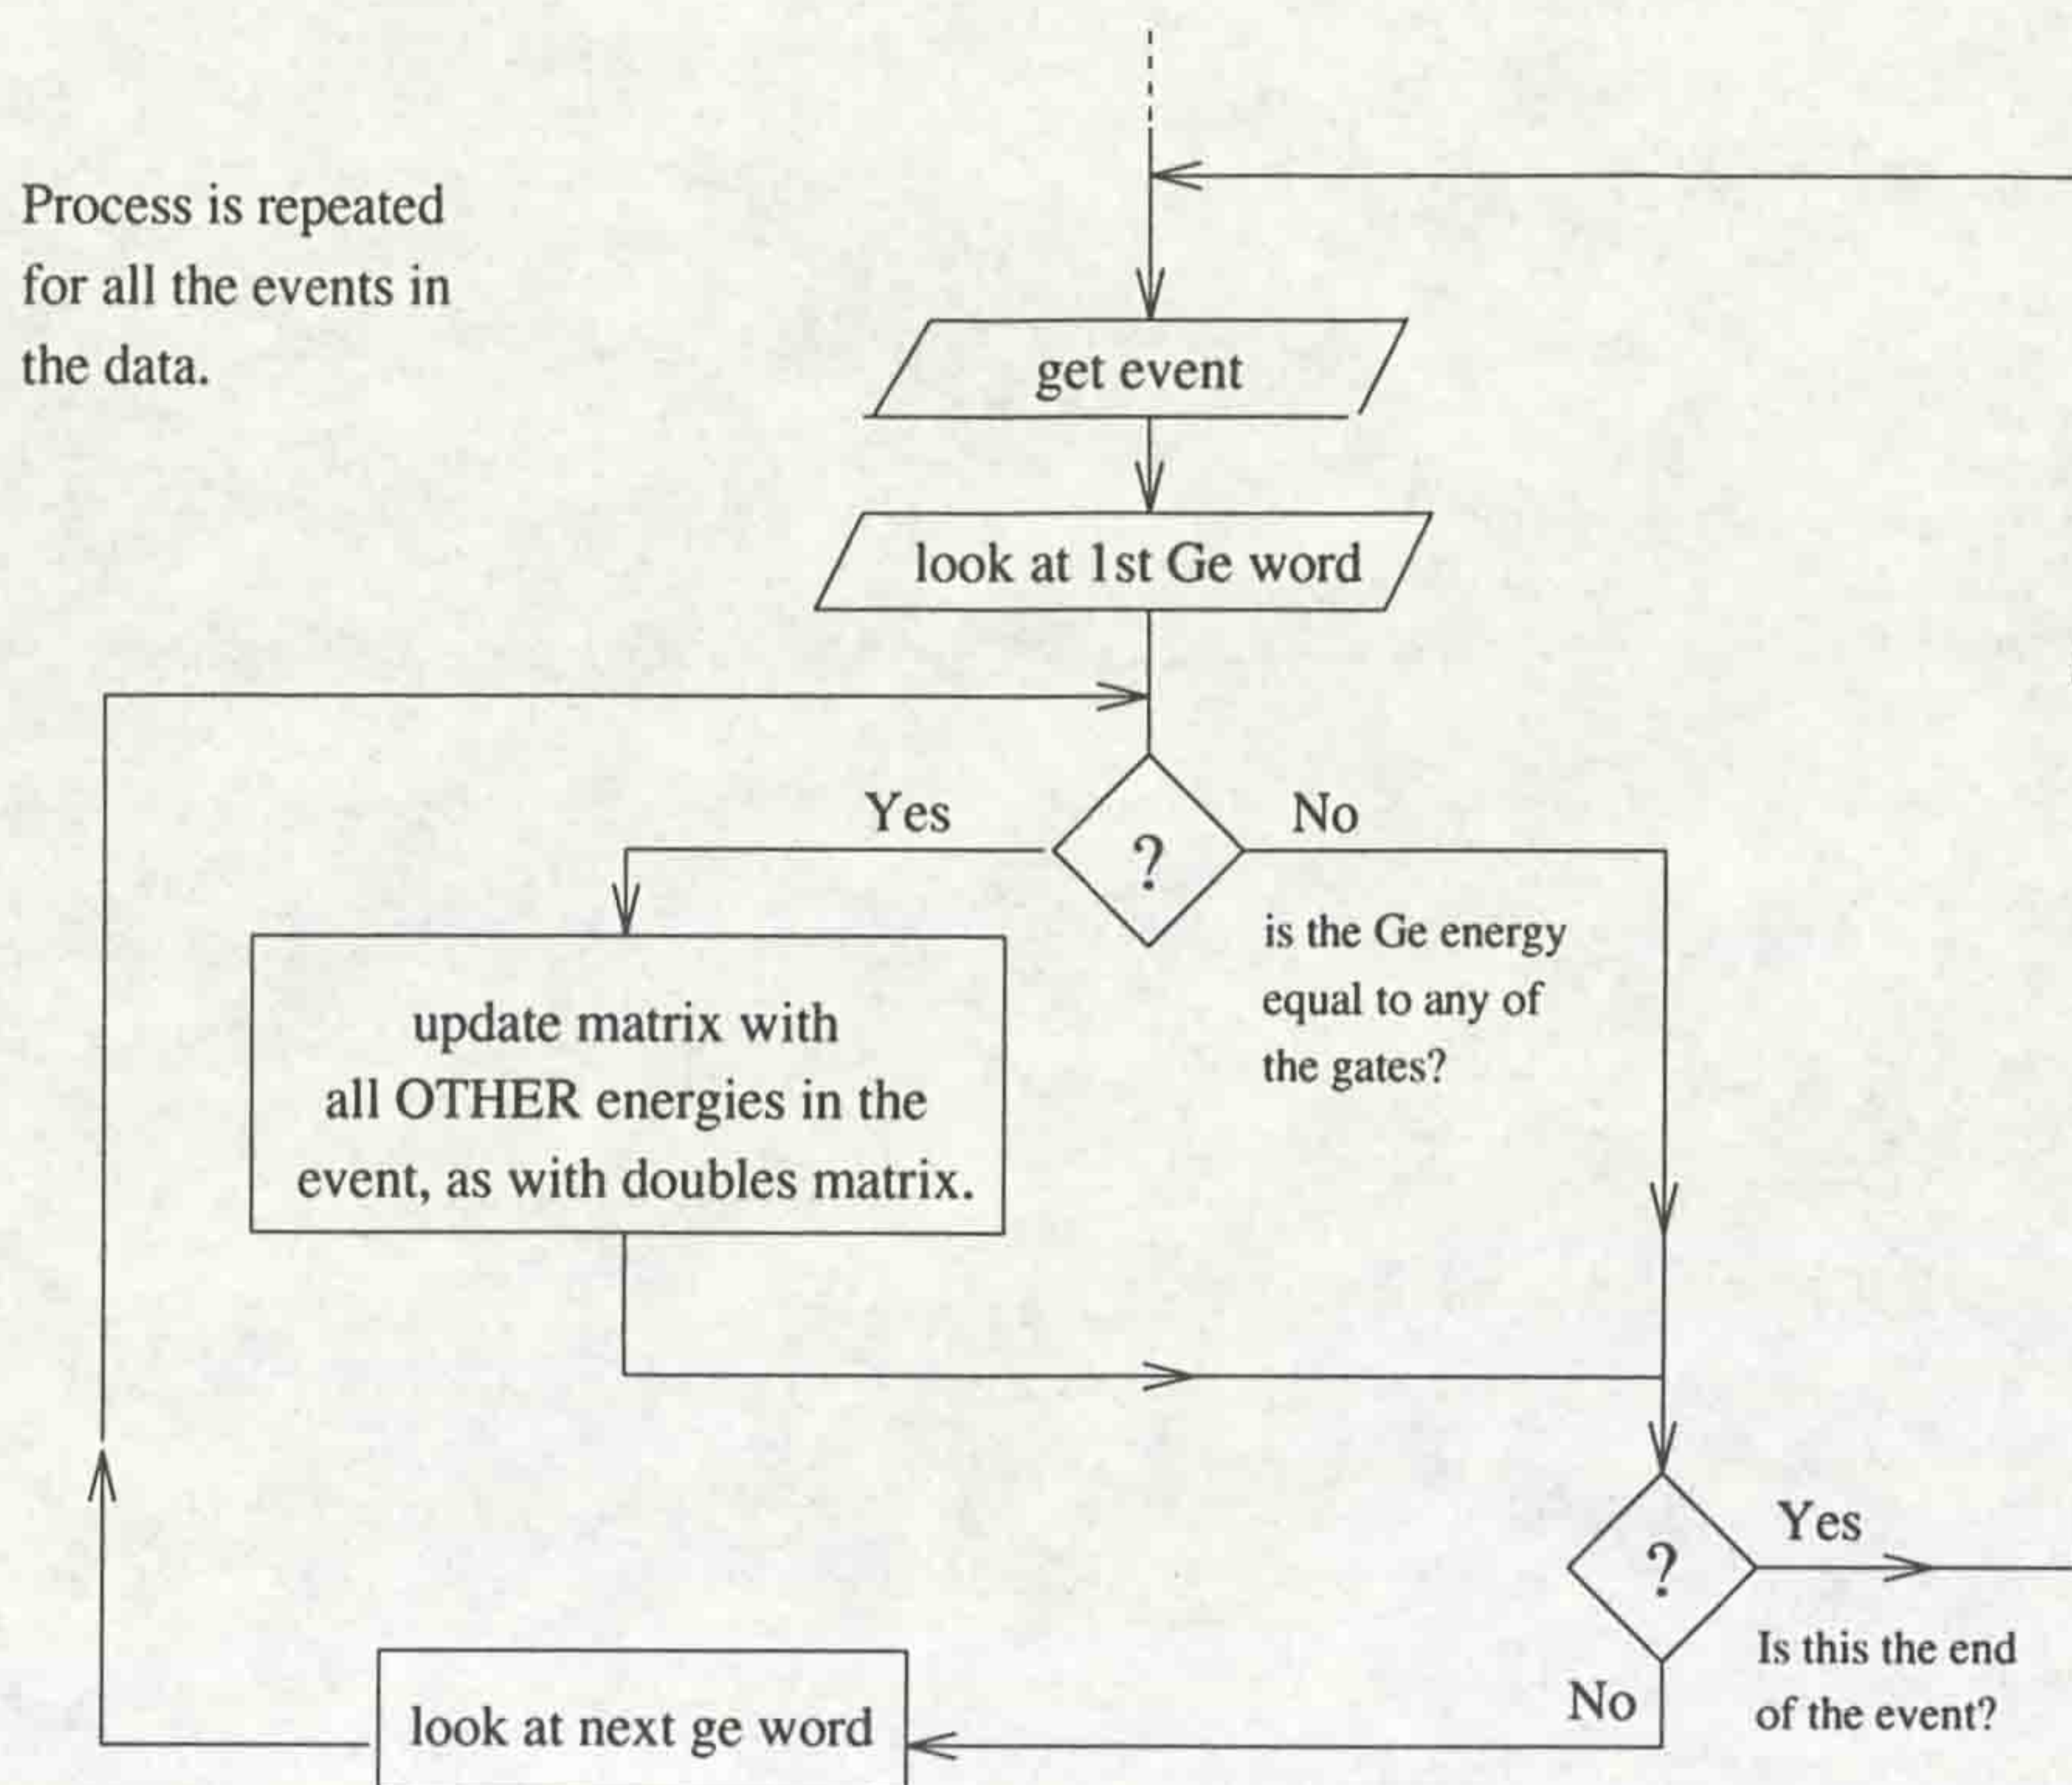 Process is repeated
for all the events in
the data.
get event
look at 1st Ge word
Yes
No
?
is the Ge energy
equal to any of
the gates?
update matrix with
all OTHER energies in the
event, as with doubles matrix.
Yes
?
Is this the end
of the event?
No
look at next ge word